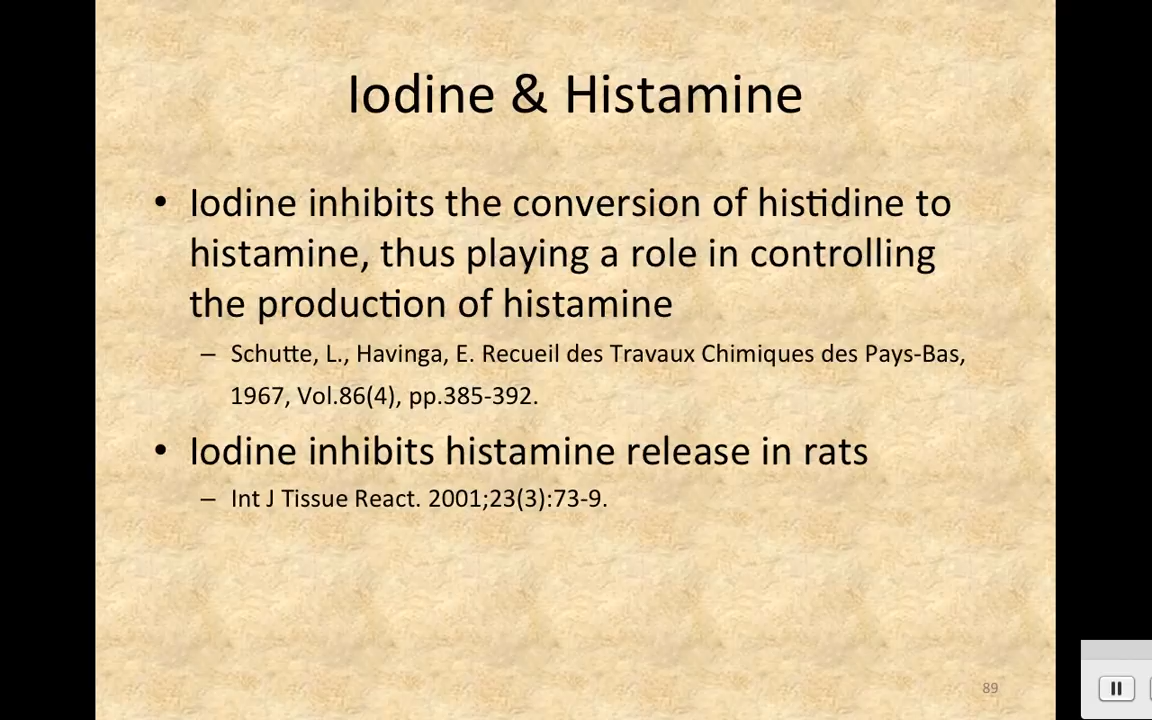 Iodine & Histamine
• Iodine inhibits the conversion of histidine to
histamine, thus playing a role in controlling
the production of histamine
– Schutte, L., Havinga, E. Recueil des Travaux Chimiques des Pays-Bas,
1967, Vol.86(4), pp.385-392.
• Iodine inhibits histamine release in rats
– Int J Tissue React. 2001;23(3):73-9.
89